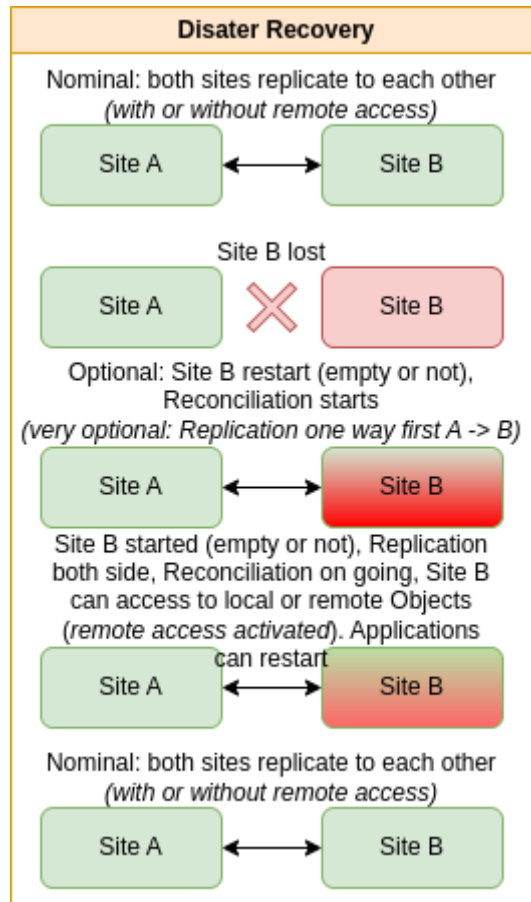 Disater Recovery
Nominal: both sites replicate to each other
(with or without remote access)
Site A
Site B
Site B lost
Site A
Site B
Optional: Site B restart (empty or not),
Reconciliation starts
(very optional: Replication one way first A -> B)
Site A
Site B
Site B started (empty or not), Replication
both side, Reconciliation on going, Site B
can access to local or remote Objects
(remote access activated). Applications
can restart
Site A
Site B
Nominal: both sites replicate to each other
(with or without remote access)
Site A
Site B